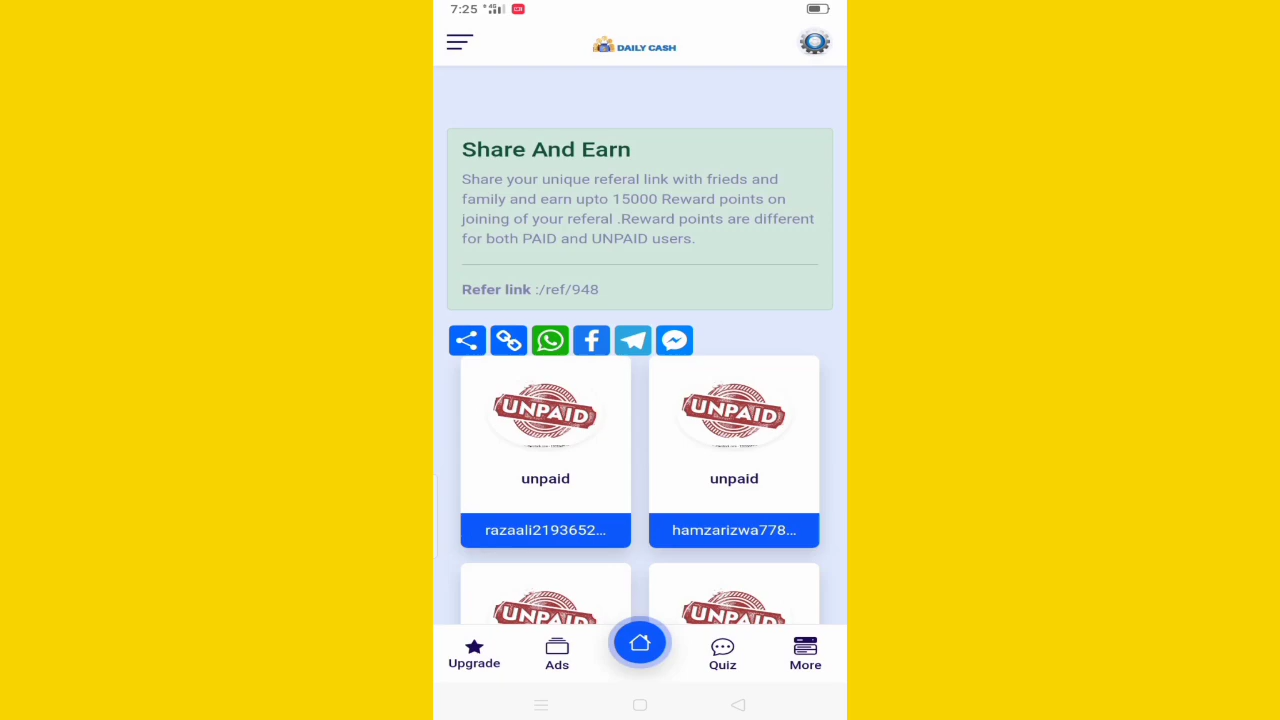 7:25 4G
DAILY CASH
Share And Earn
Share your unique referal link with frieds and
family and earn upto 15000 Reward points on
joining of your referal .Reward points are different
for both PAID and UNPAID users.
Refer link :/ref/948
UNPAID UNPAID
unpaid unpaid
razaali2193652... hamzarizwa778...
UNPAID UNPAID
Upgrade Ads Quiz More